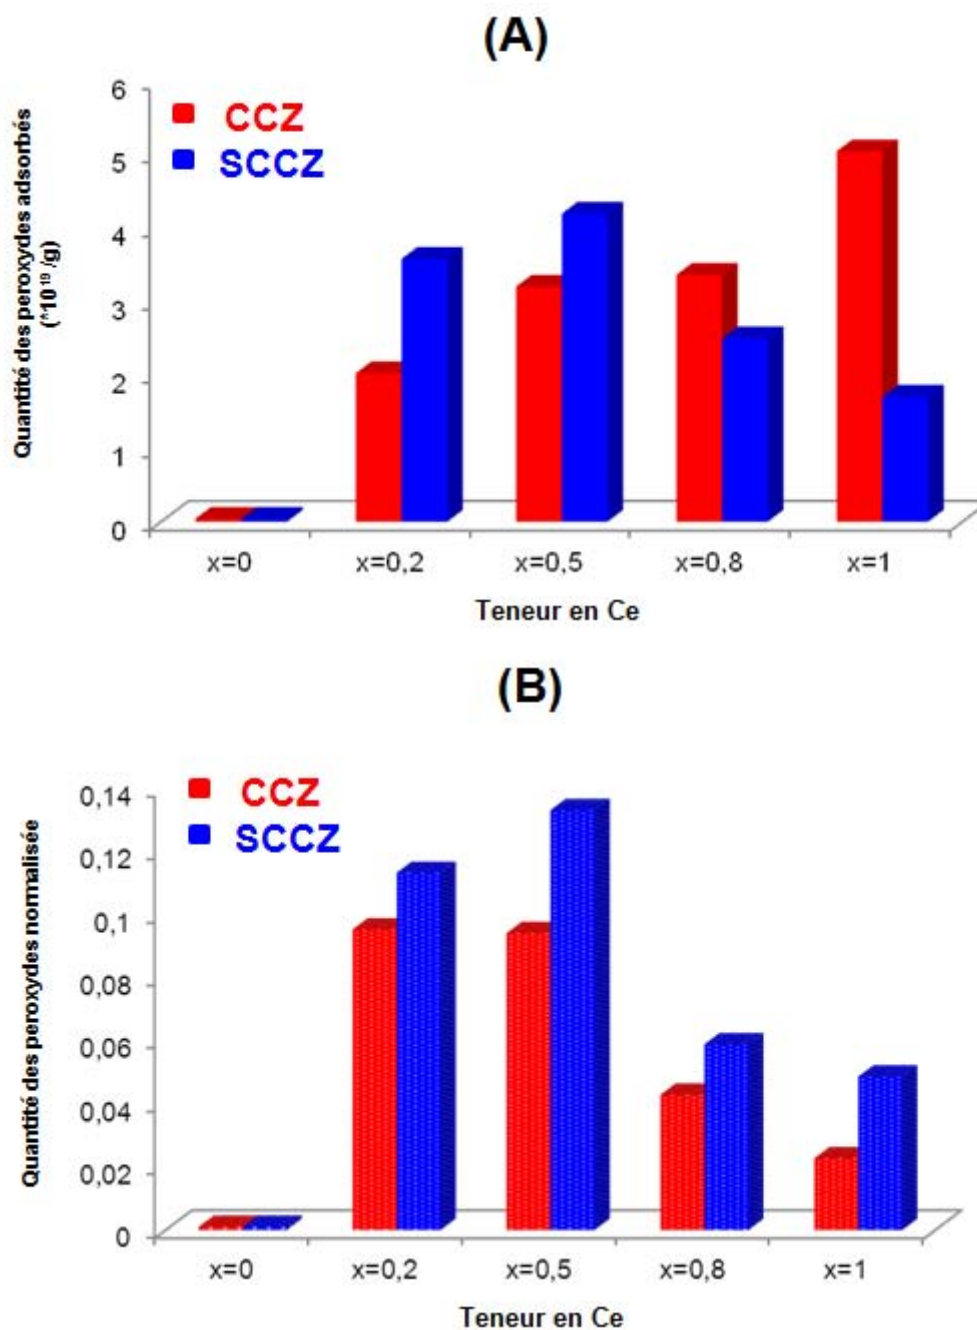 (A)
Quantité des peroxydes adsorbés
(*10¹⁹ /g)
6
5
4
3
2
1
0
CCZ
SCCZ
x=0 x=0,2 x=0,5 x=0,8 x=1
Teneur en Ce
(B)
Quantité des peroxydes normalisée
0,14
0,12
0,1
0,08
0,06
0,04
0,02
0
CCZ
SCCZ
x=0 x=0,2 x=0,5 x=0,8 x=1
Teneur en Ce